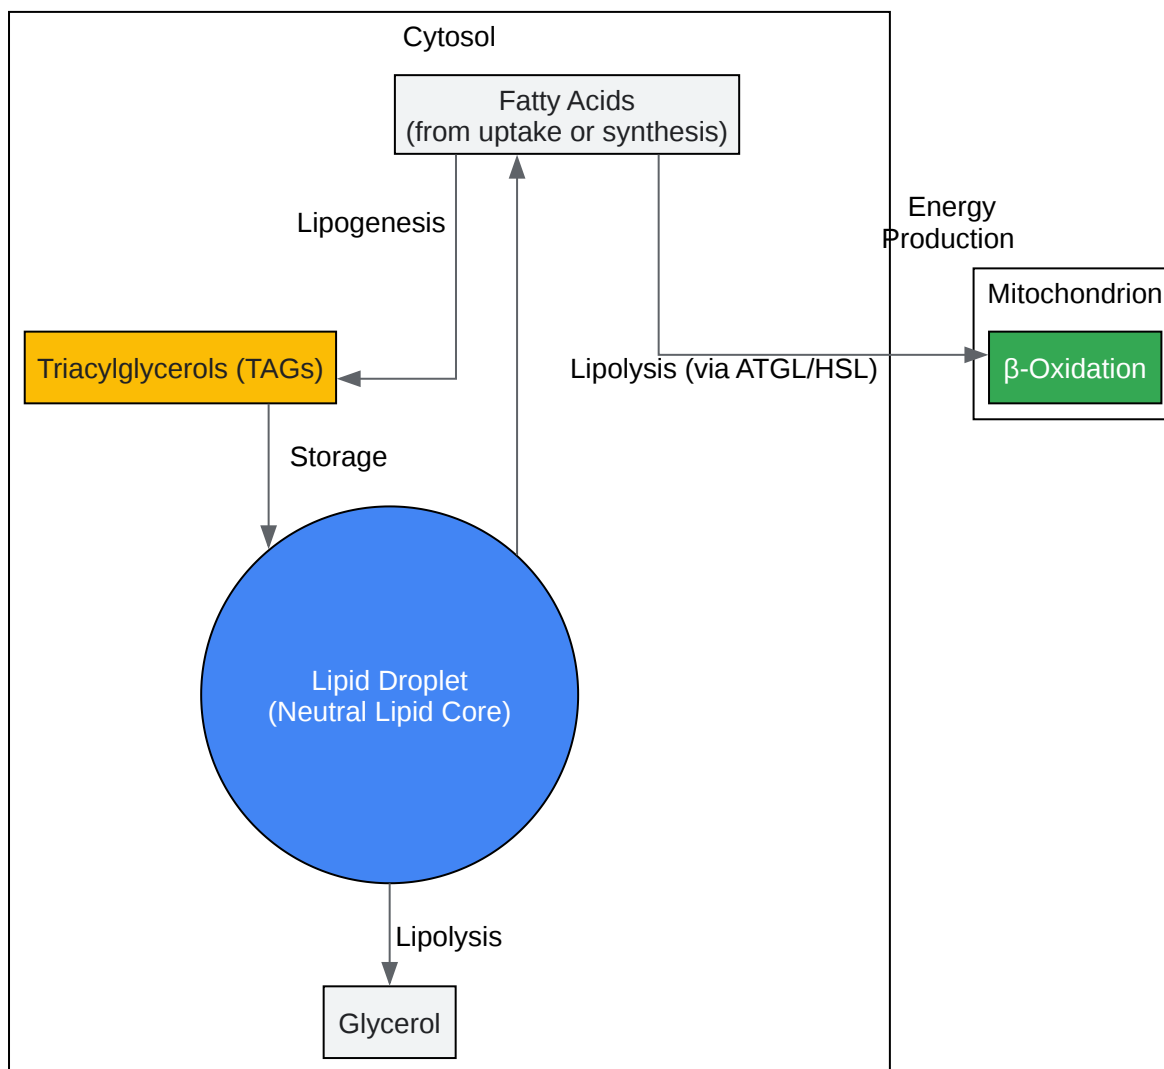 Cytosol
Fatty Acids
(from uptake or synthesis)
Lipogenesis
Energy
Production
Mitochondrion
Triacylglycerols (TAGs)
Lipolysis (via ATGL/HSL)
β-Oxidation
Storage
Lipid Droplet
(Neutral Lipid Core)
Lipolysis
Glycerol